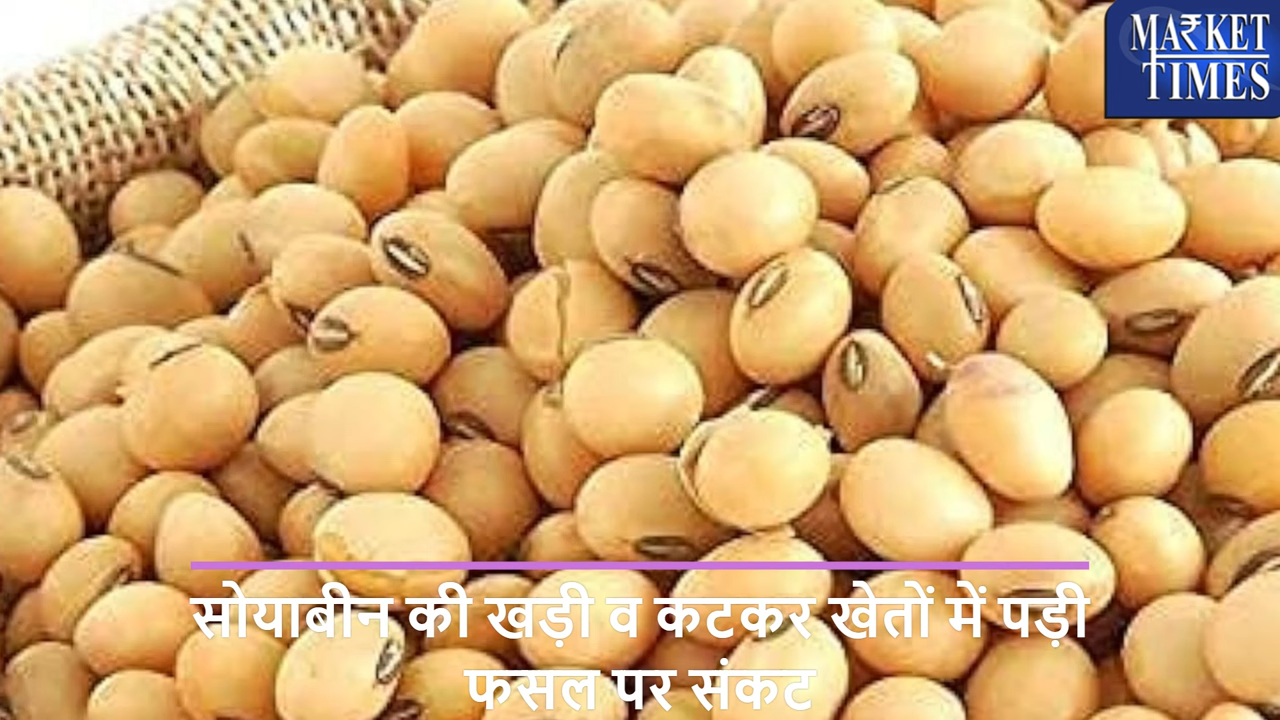 MA₹KET
TIMES
सोयाबीन की खड़ी व कटकर खेतों में पड़ी
फसल पर संकट